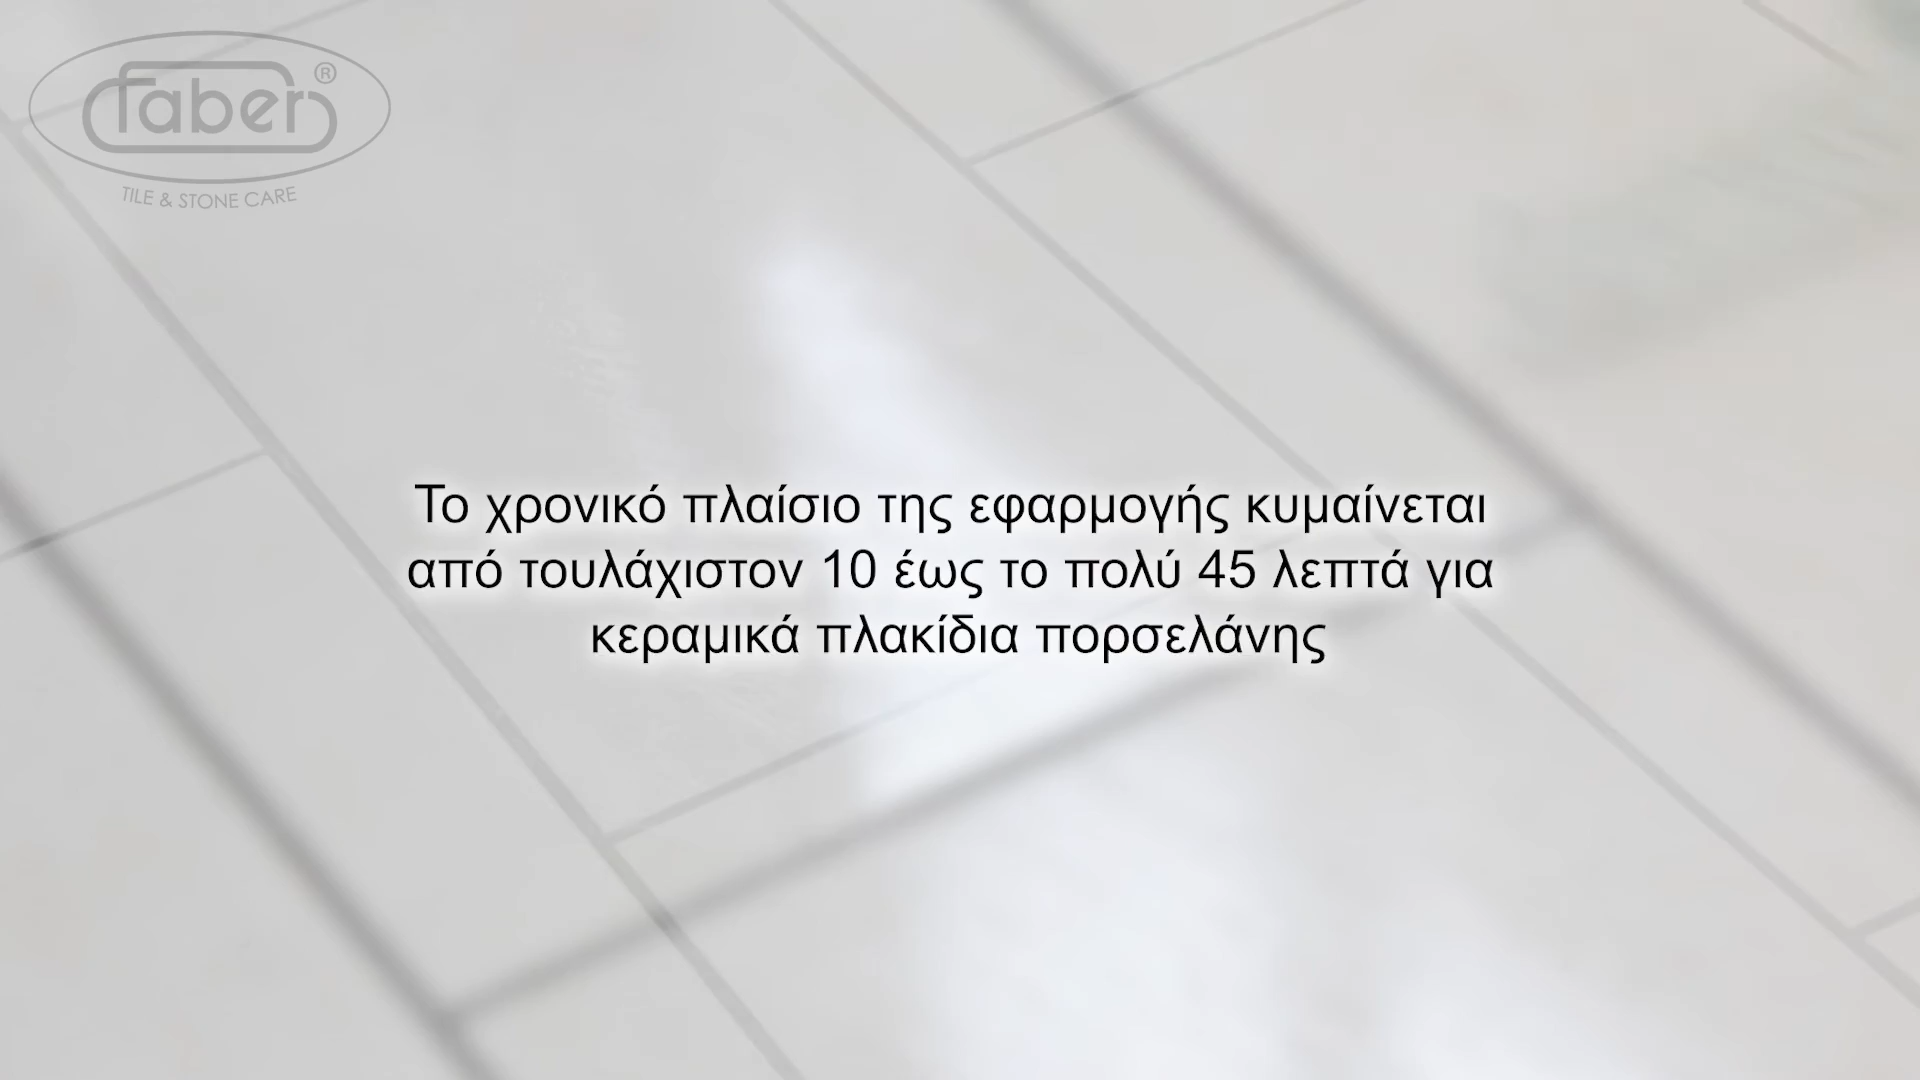 faber®
TILE & STONE CARE
Το χρονικό πλαίσιο της εφαρμογής κυμαίνεται
από τουλάχιστον 10 έως το πολύ 45 λεπτά για
κεραμικά πλακίδια πορσελάνης